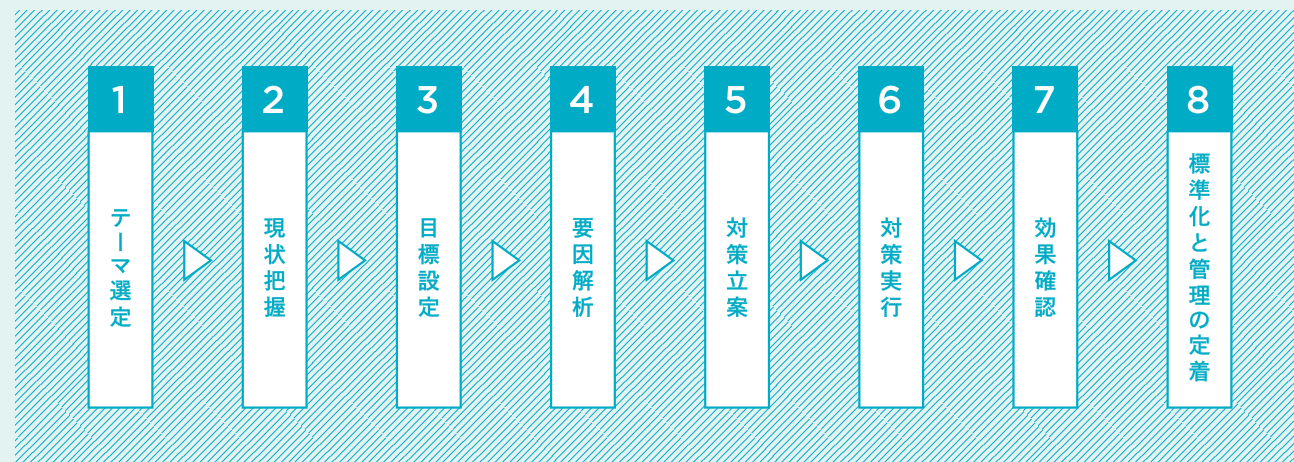 1
テーマ選定
2
現状把握
3
目標設定
4
要因解析
5
対策立案
6
対策実行
7
効果確認
8
標準化と管理の定着